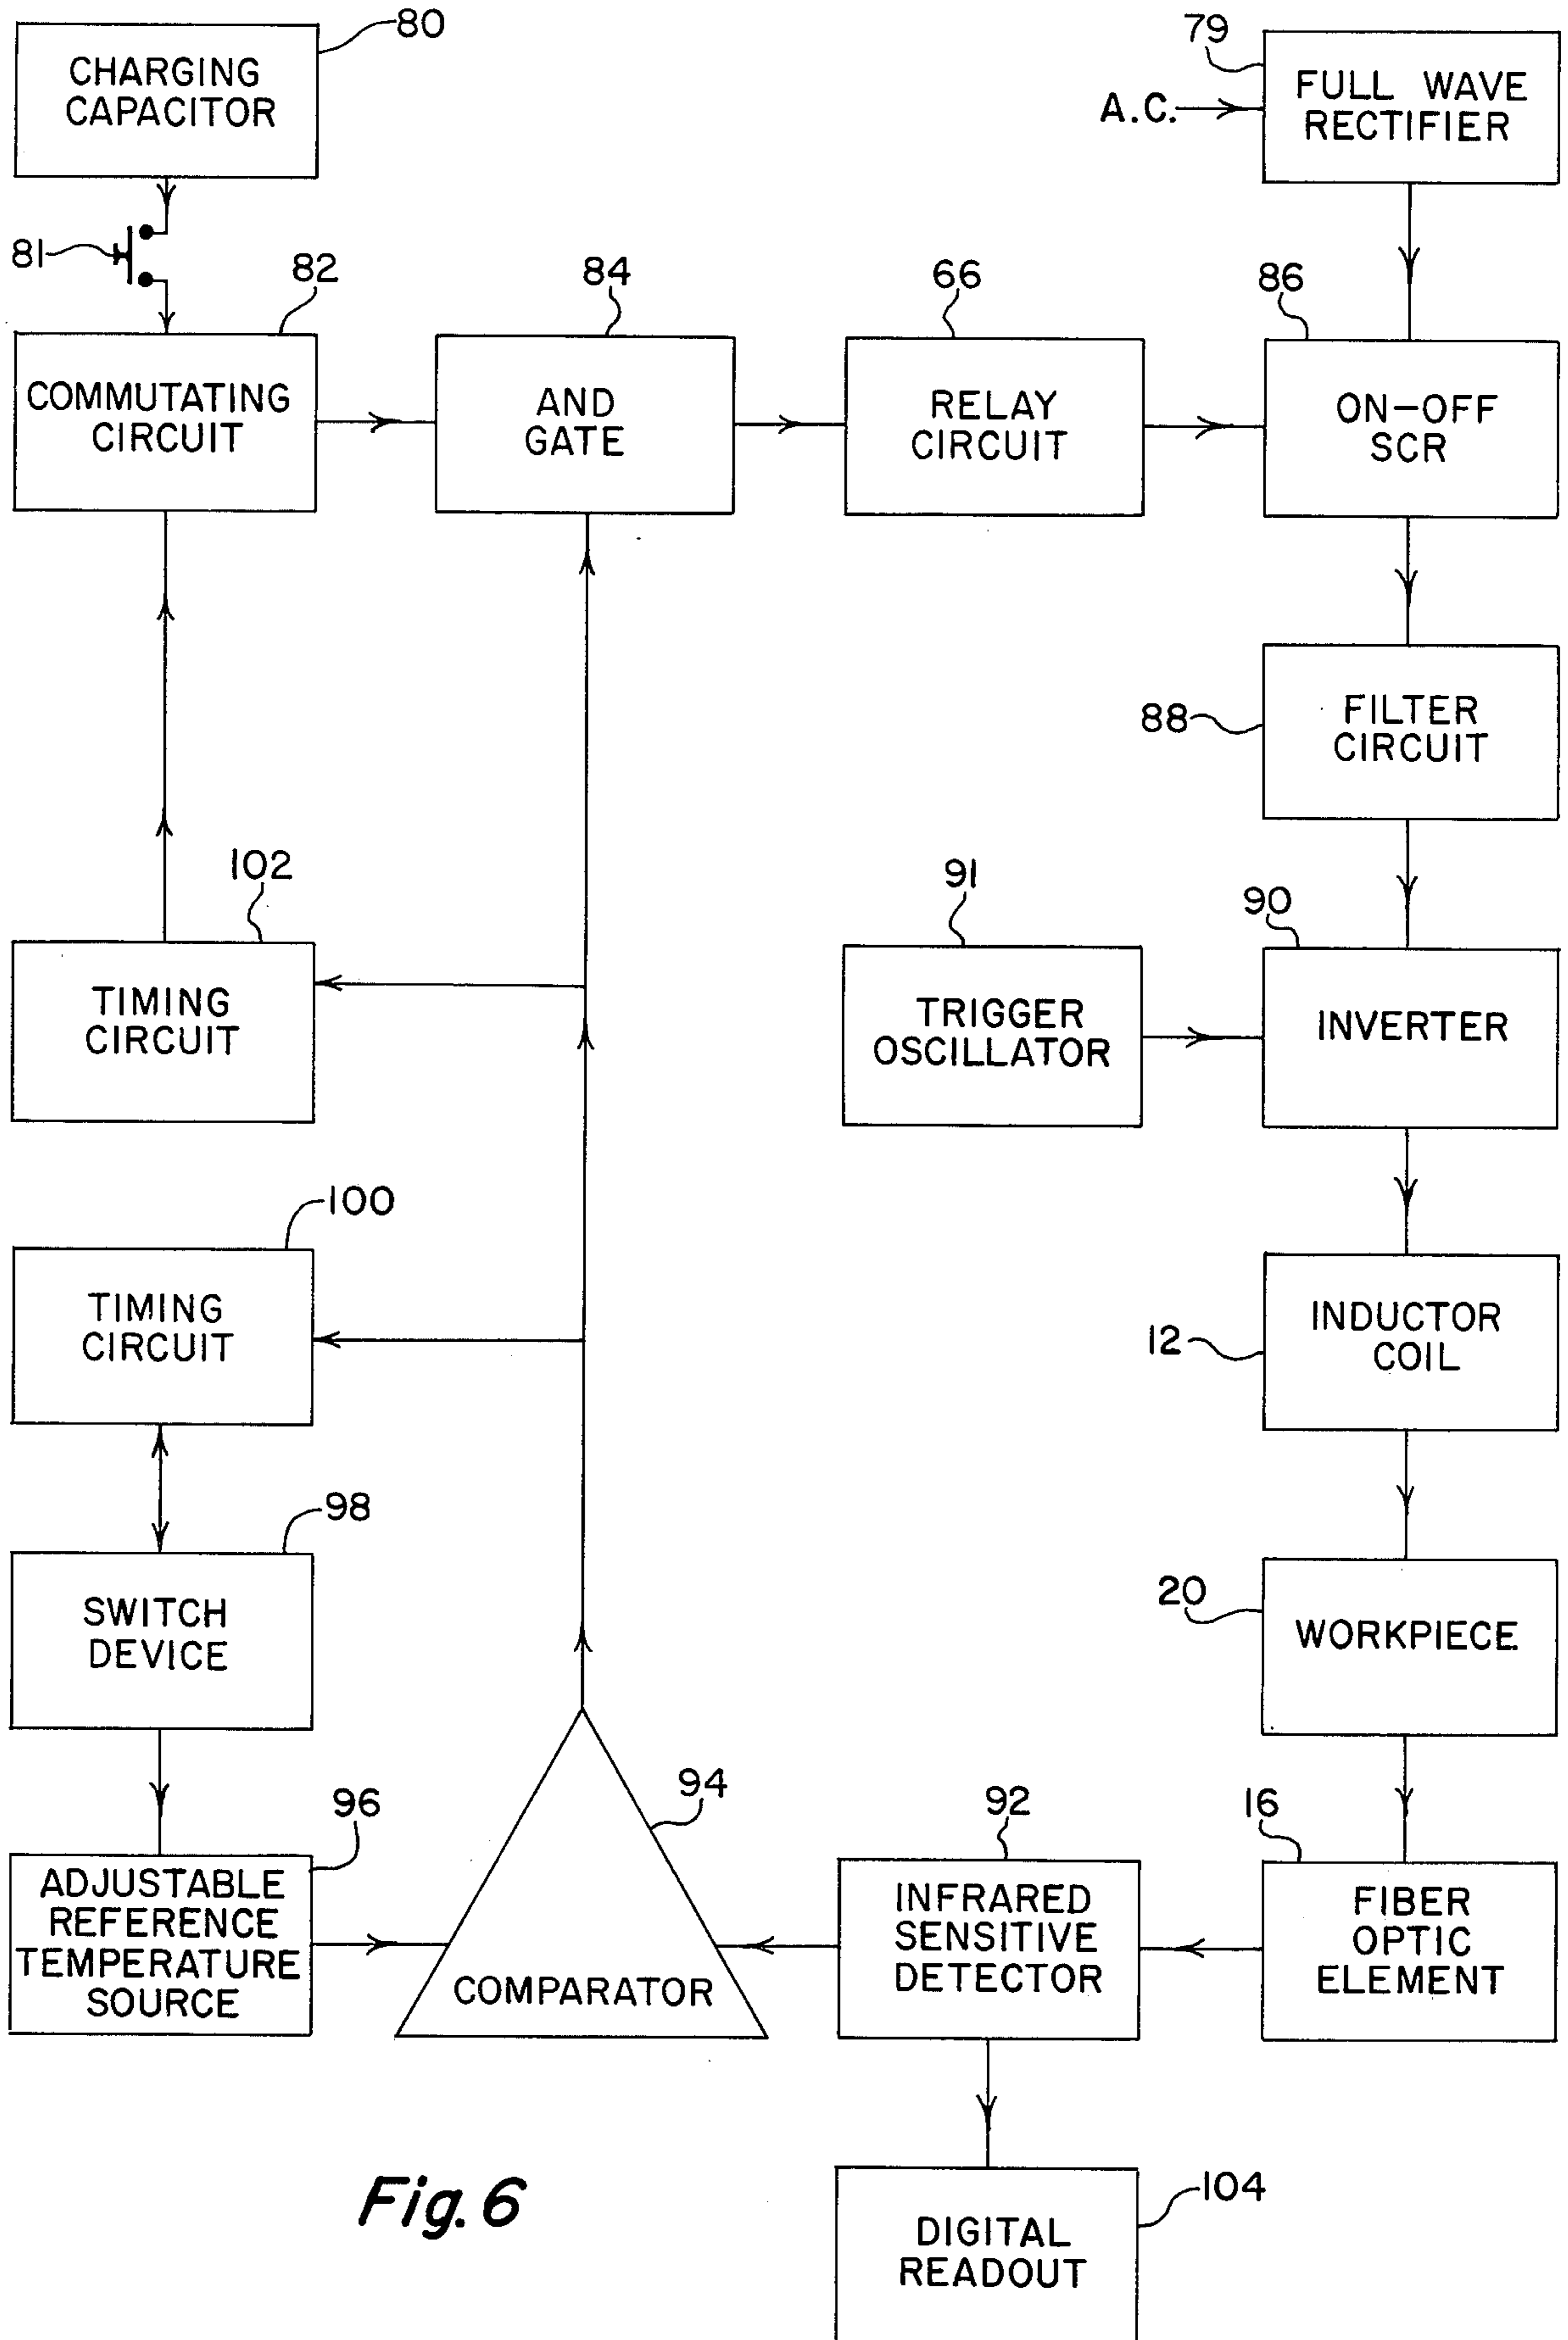 80
CHARGING
CAPACITOR
79
A.C.
FULL WAVE
RECTIFIER
81
82
COMMUTATING
CIRCUIT
84
AND
GATE
66
RELAY
CIRCUIT
86
ON-OFF
SCR
88
FILTER
CIRCUIT
102
TIMING
CIRCUIT
91
TRIGGER
OSCILLATOR
90
INVERTER
100
TIMING
CIRCUIT
12
INDUCTOR
COIL
98
SWITCH
DEVICE
20
WORKPIECE
96
ADJUSTABLE
REFERENCE
TEMPERATURE
SOURCE
94
COMPARATOR
92
INFRARED
SENSITIVE
DETECTOR
16
FIBER
OPTIC
ELEMENT
104
DIGITAL
READOUT
Fig. 6